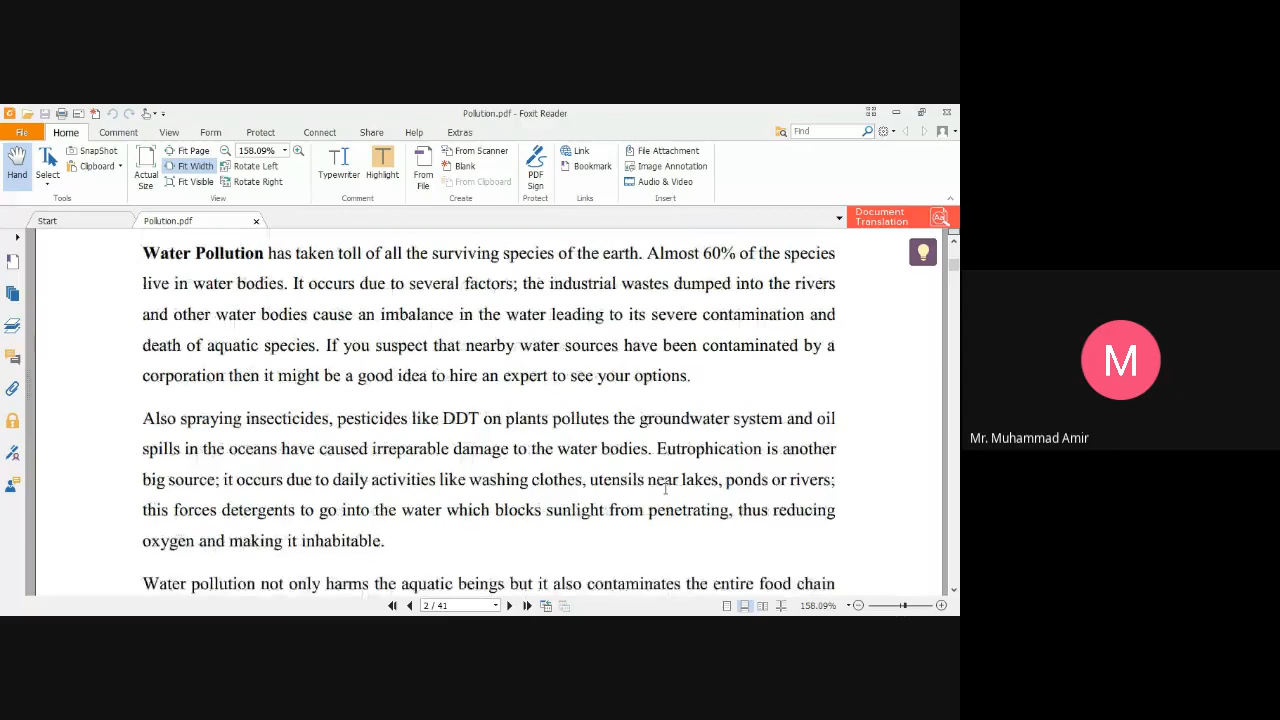 Pollution.pdf - Foxit Reader
File Home Comment View Form Protect Connect Share Help Extras Find
Hand
Select
SnapShot
Clipboard
Tools
Actual Size
Fit Page
Fit Width
Fit Visible
158.09%
Rotate Left
Rotate Right
View
Typewriter
Highlight
Comment
From File
From Scanner
Blank
From Clipboard
Create
PDF Sign
Protect
Link
Bookmark
Links
File Attachment
Image Annotation
Audio & Video
Insert
Start
Pollution.pdf
Document
Translation
Water Pollution has taken toll of all the surviving species of the earth. Almost 60% of the species
live in water bodies. It occurs due to several factors; the industrial wastes dumped into the rivers
and other water bodies cause an imbalance in the water leading to its severe contamination and
death of aquatic species. If you suspect that nearby water sources have been contaminated by a
corporation then it might be a good idea to hire an expert to see your options.
Also spraying insecticides, pesticides like DDT on plants pollutes the groundwater system and oil
spills in the oceans have caused irreparable damage to the water bodies. Eutrophication is another
big source; it occurs due to daily activities like washing clothes, utensils near lakes, ponds or rivers;
this forces detergents to go into the water which blocks sunlight from penetrating, thus reducing
oxygen and making it inhabitable.
Water pollution not only harms the aquatic beings but it also contaminates the entire food chain
2 / 41
158.09%
M
Mr. Muhammad Amir